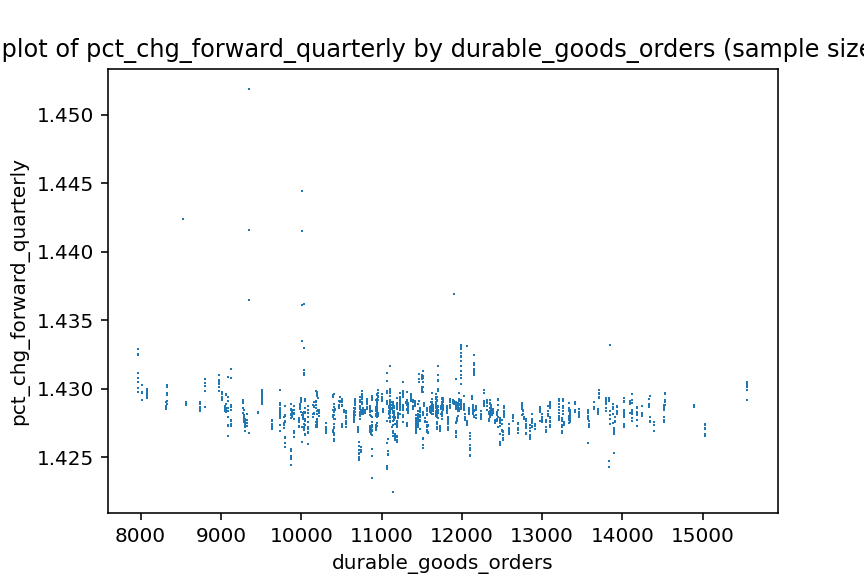 plot of pct_chg_forward_quarterly by durable_goods_orders (sample size
1.450
1.445
1.440
1.435
1.430
1.425
pct_chg_forward_quarterly
8000 9000 10000 11000 12000 13000 14000 15000
durable_goods_orders